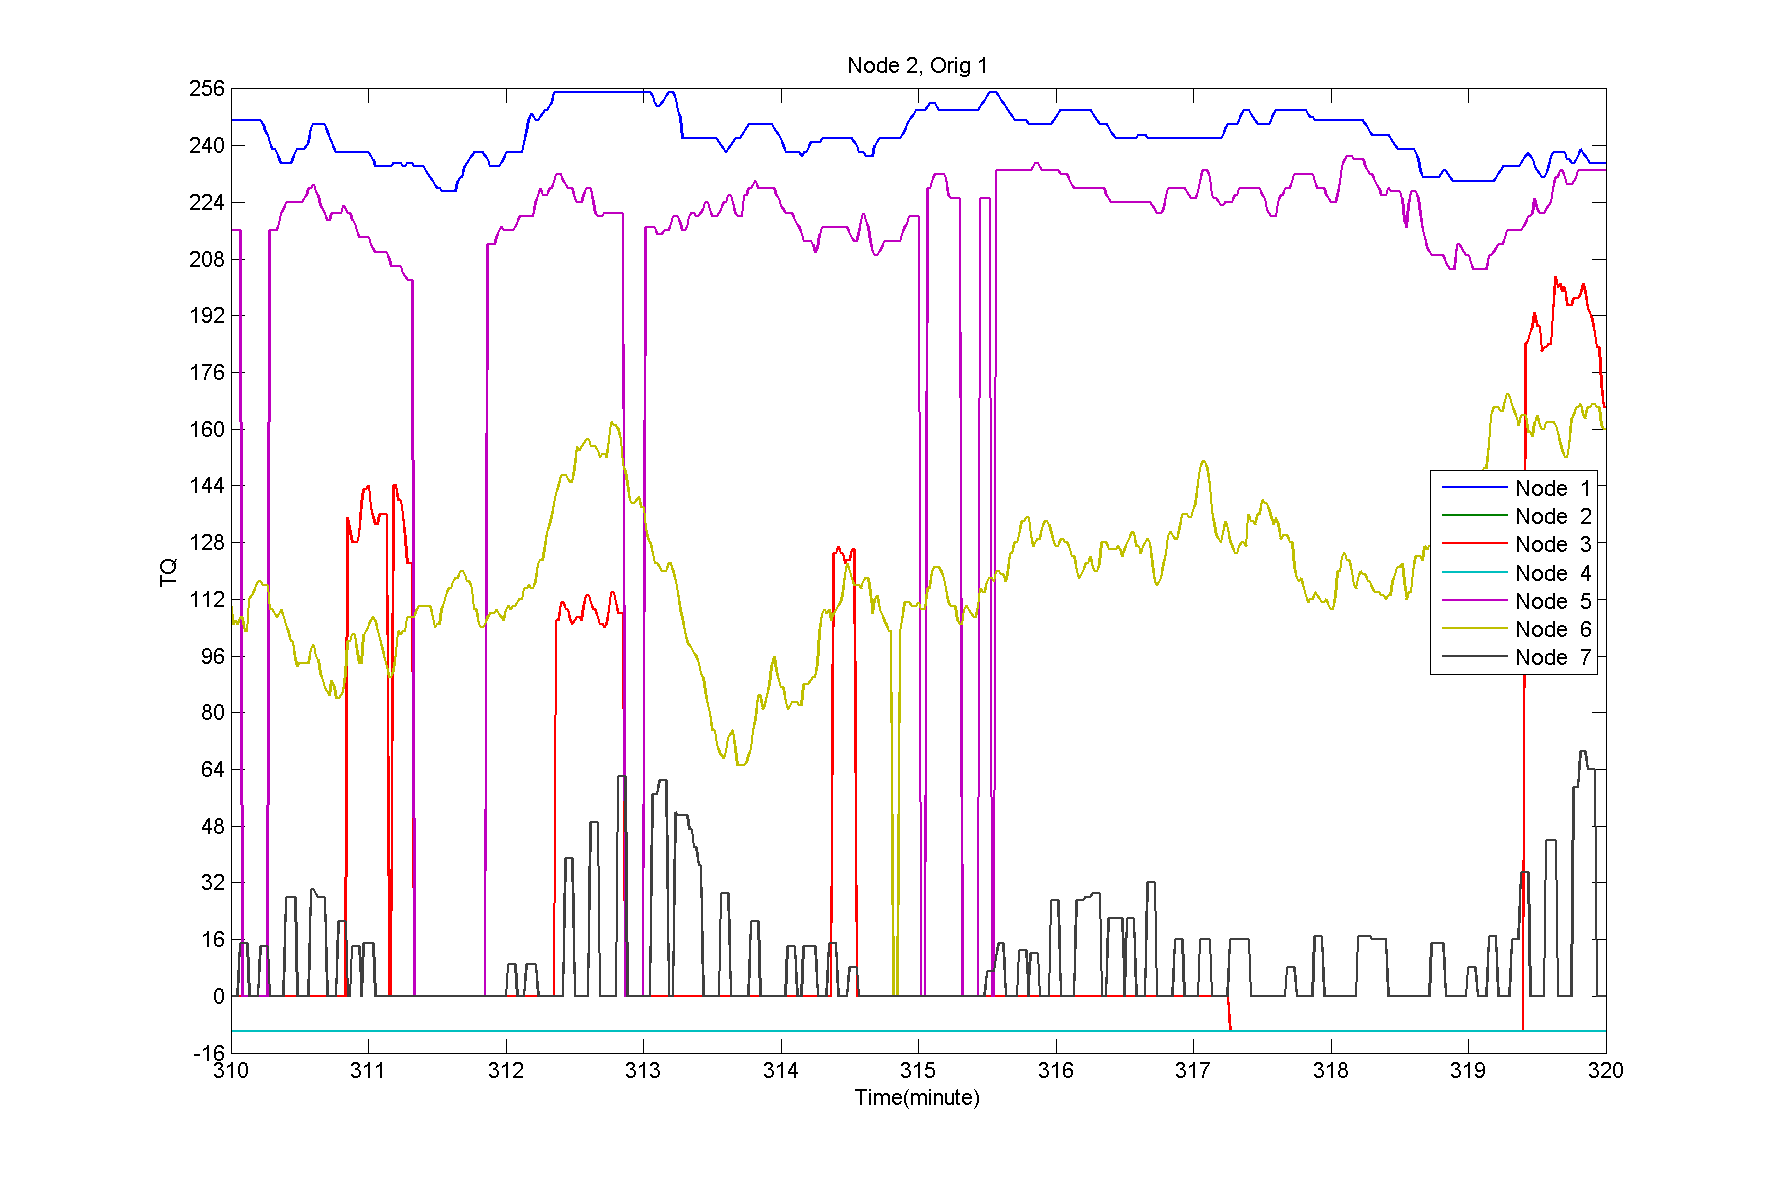 Node 2, Orig 1
256
240
224
208
192
176
160
144
128
112
96
80
64
48
32
16
0
-16
TQ
Node 1
Node 2
Node 3
Node 4
Node 5
Node 6
Node 7
310 311 312 313 314 315 316 317 318 319 320
Time(minute)